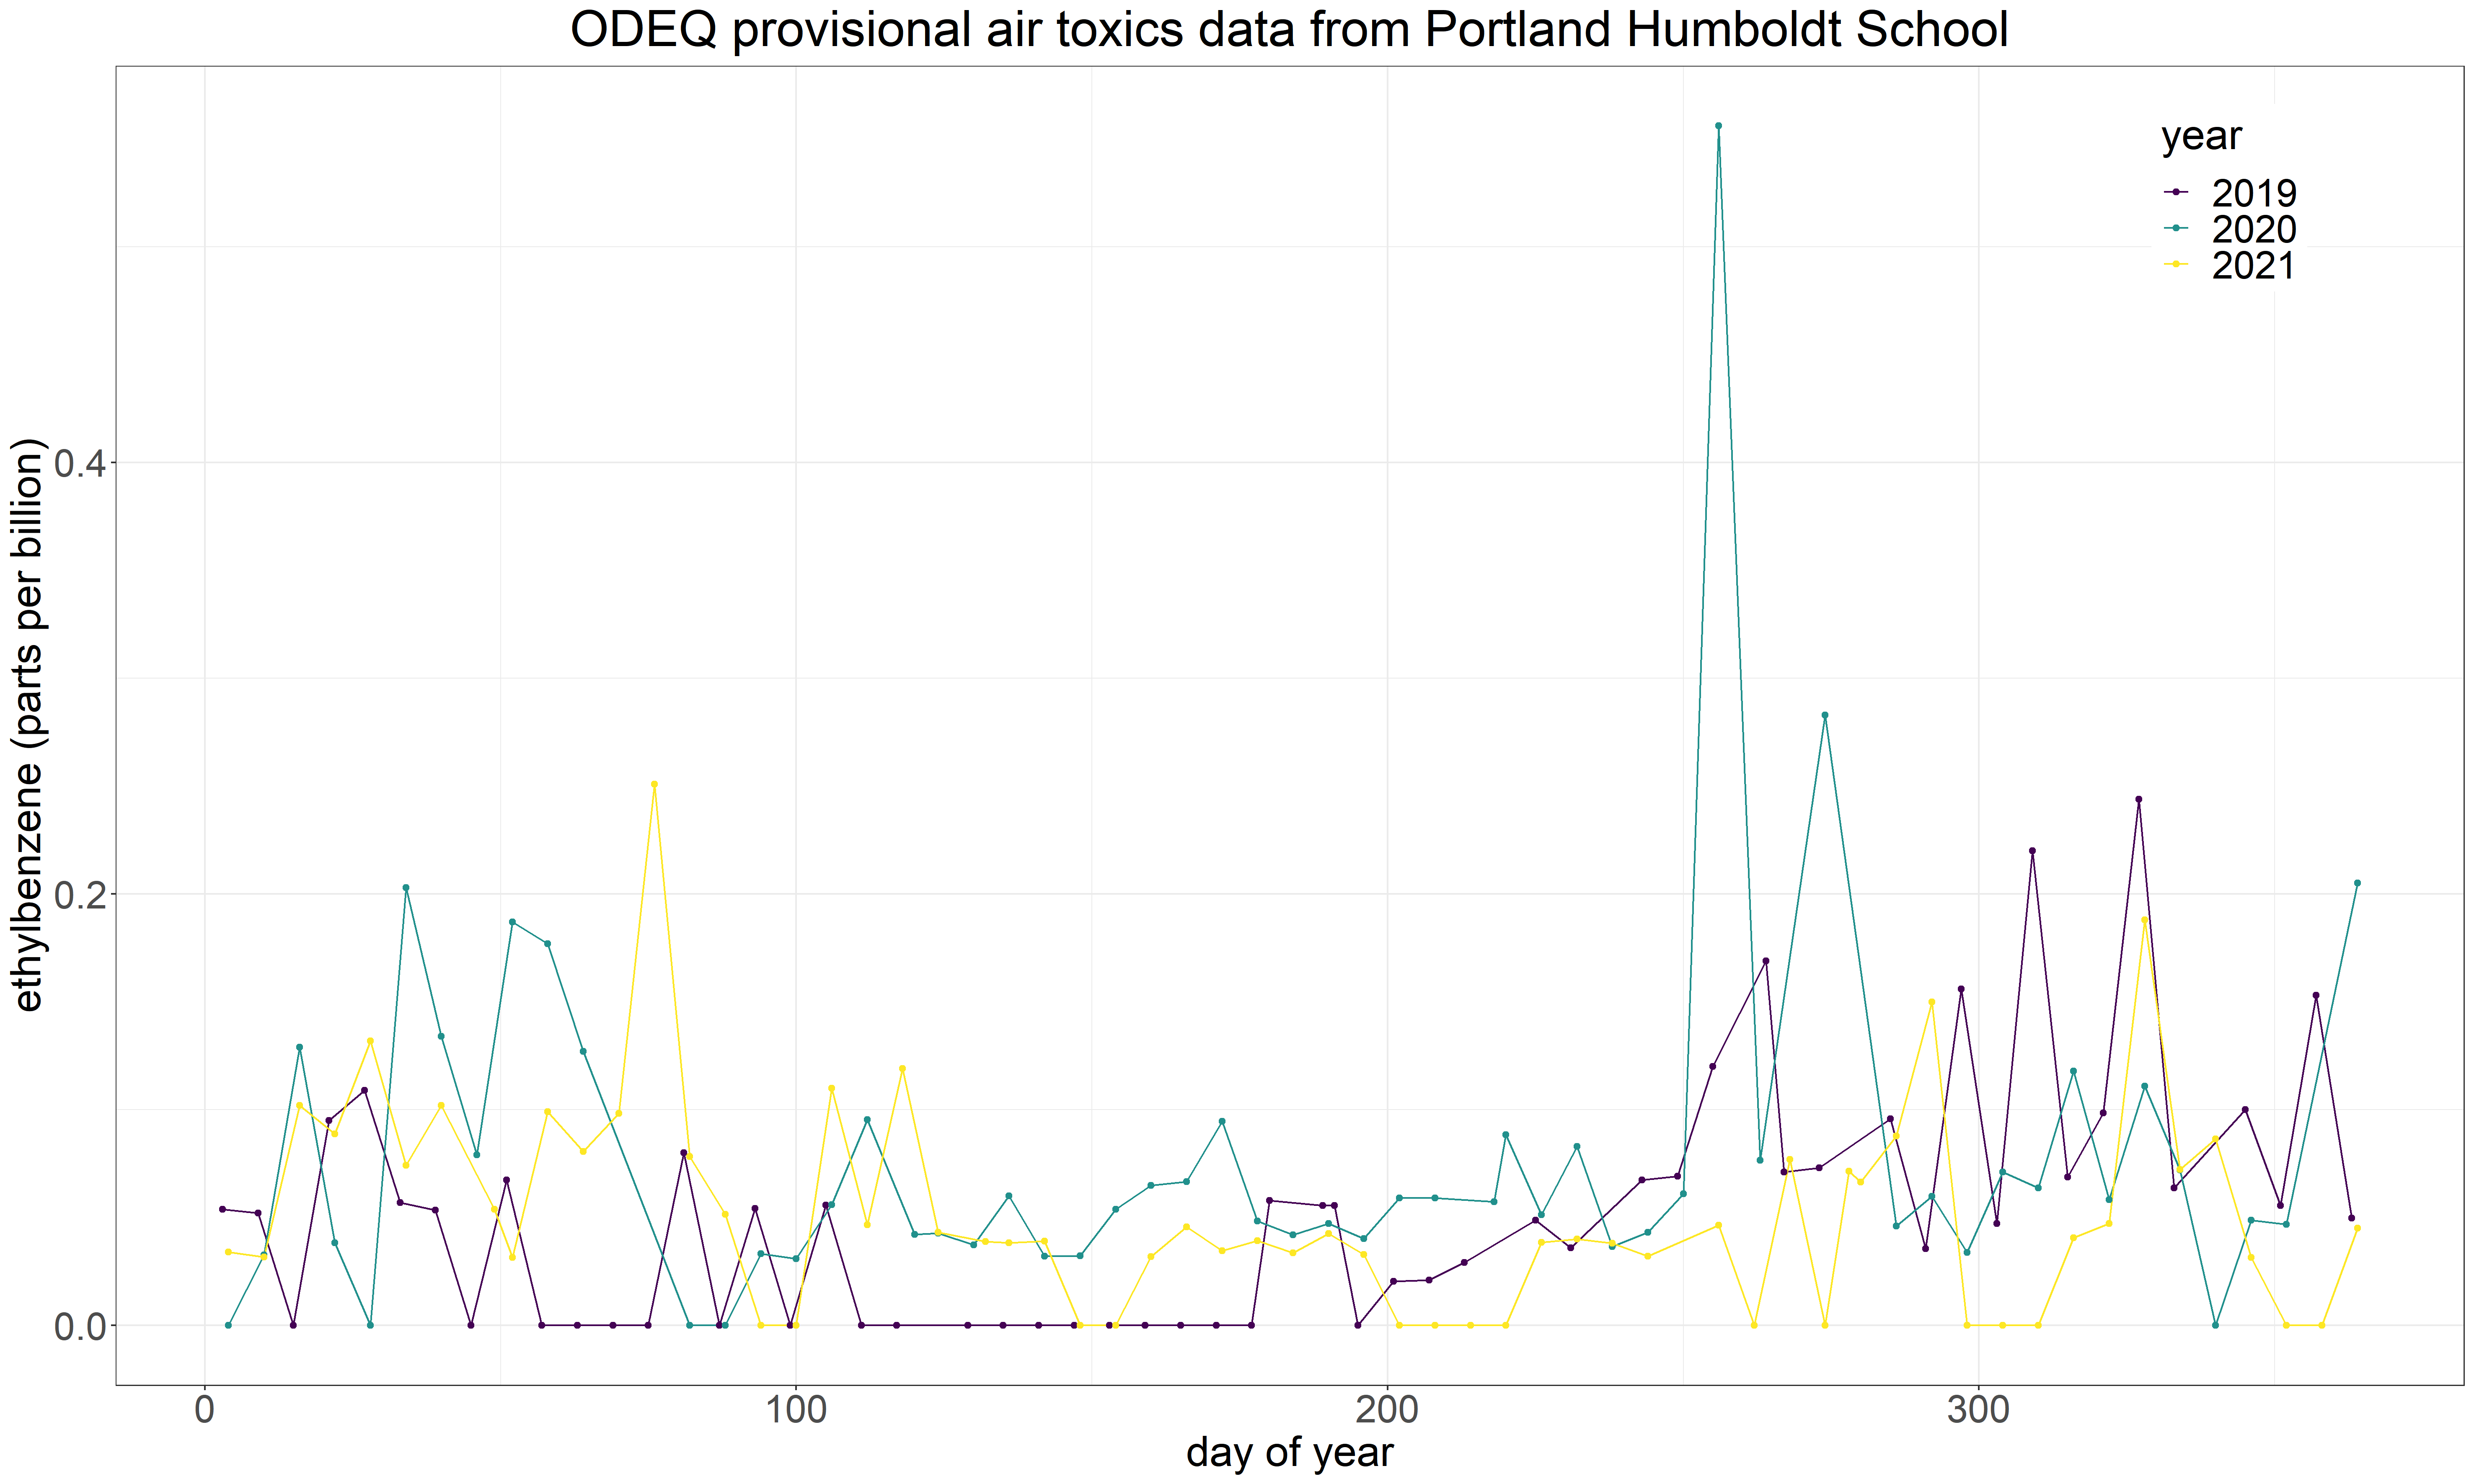 ODEQ provisional air toxics data from Portland Humboldt School
year
2019
2020
2021
ethylbenzene (parts per billion)
0.4
0.2
0.0
0 100 200 300
day of year